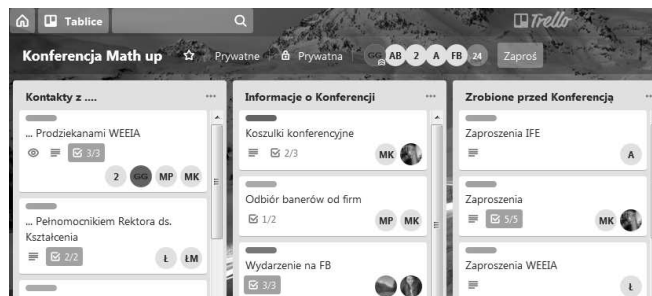 Tablice
Trello
Konferencja Math up
Prywatne
Prywatna
GG AB 2 A FB 24
Zaproś
Kontakty z ....
... Prodziekanami WEEIA
3/3
2 GG MP MK
... Pełnomocnikiem Rektora ds.
Kształcenia
2/2
Ł ŁM
Informacje o Konferencji
Koszulki konferencyjne
2/3
MK
Odbiór banerów od firm
1/2
MP MK
Wydarzenie na FB
3/3
Zrobione przed Konferencją
Zaproszenia IFE
A
Zaproszenia
5/5
MK
Zaproszenia WEEIA
Ł